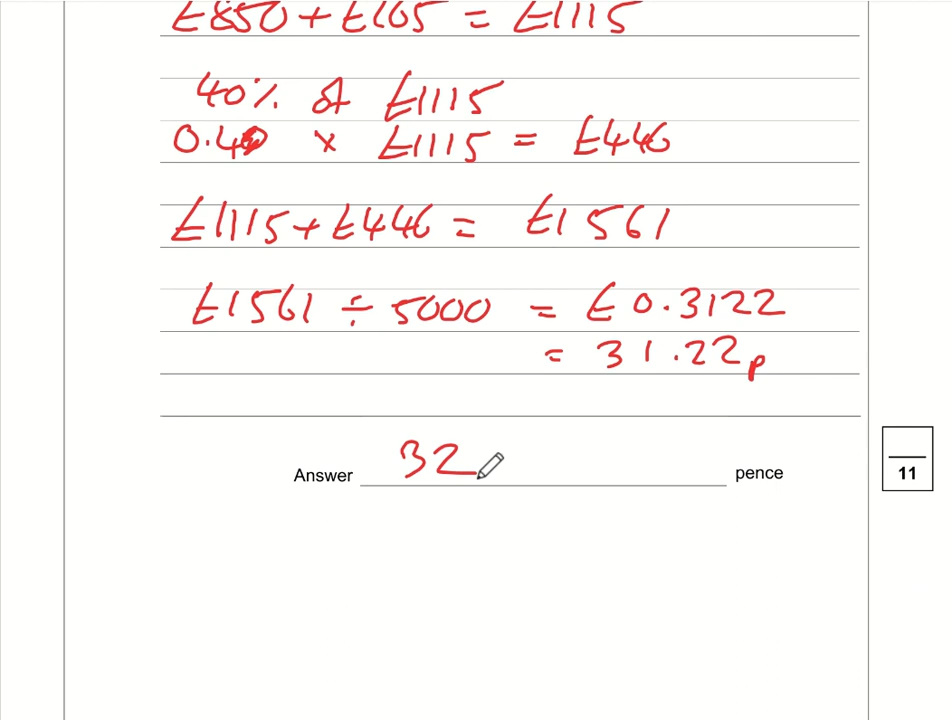 £850 + £265 = £1115
40% of £1115
0.40 × £1115 = £446
£1115 + £446 = £1561
£1561 ÷ 5000 = £0.3122
= 31.22p
Answer 32 pence
11